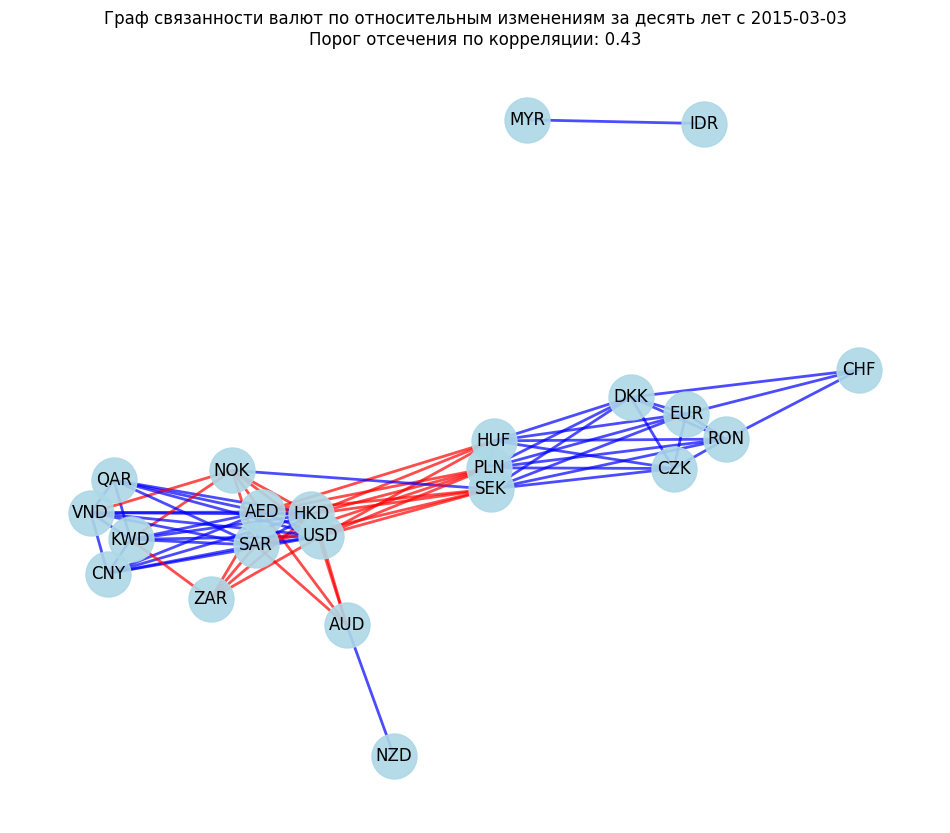 Граф связанности валют по относительным изменениям за десять лет с 2015-03-03
Порог отсечения по корреляции: 0.43
MYR
IDR
CHF
DKK
EUR
RON
HUF
PLN
CZK
SEK
NOK
QAR
VND
AED
HKD
USD
KWD
SAR
CNY
ZAR
AUD
NZD